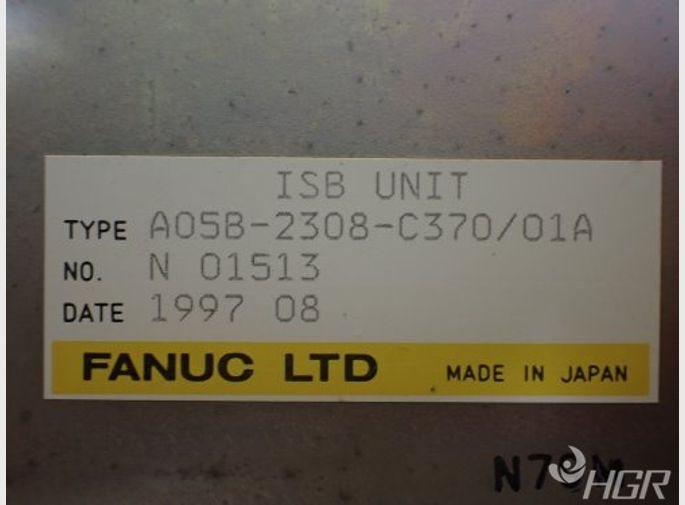 ISB UNIT
TYPE A05B-2308-C370/01A
NO. N 01513
DATE 1997 08
FANUC LTD MADE IN JAPAN
HGR